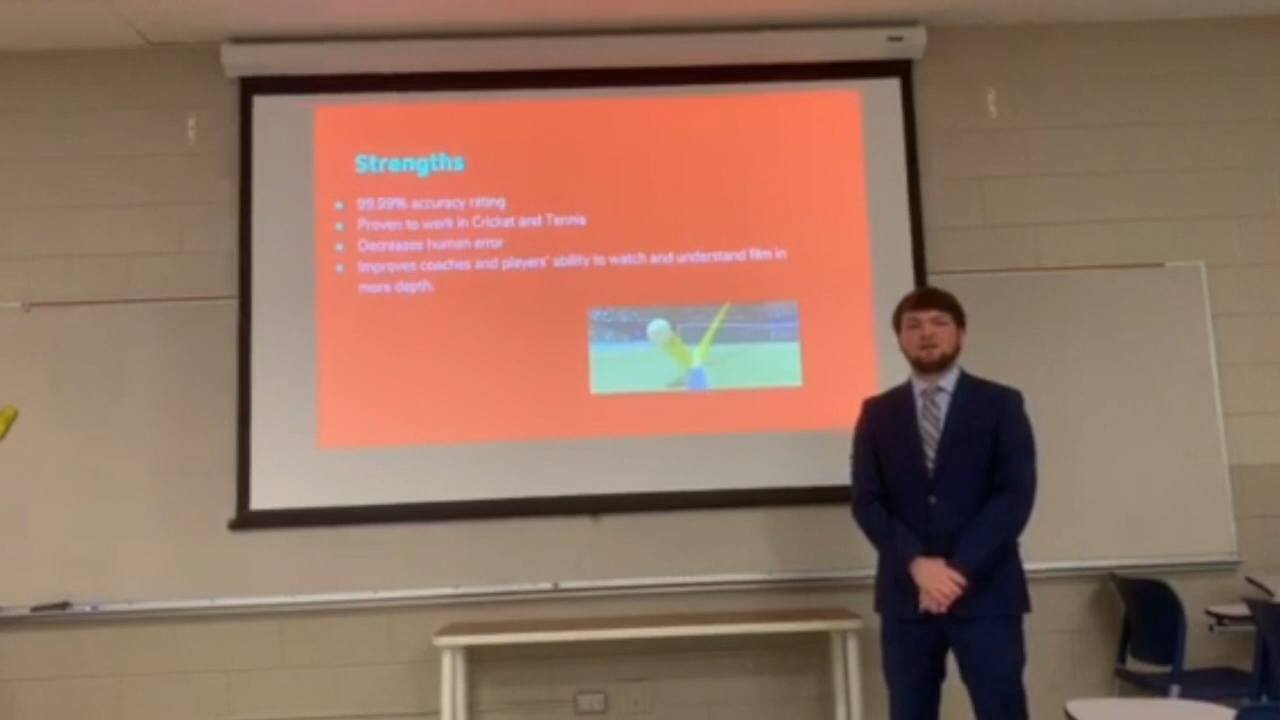 Strengths
99.99% accuracy rating
Proven to work in Cricket and Tennis
Decreases human error
Improves coaches and players' ability to watch and understand film in
more depth.